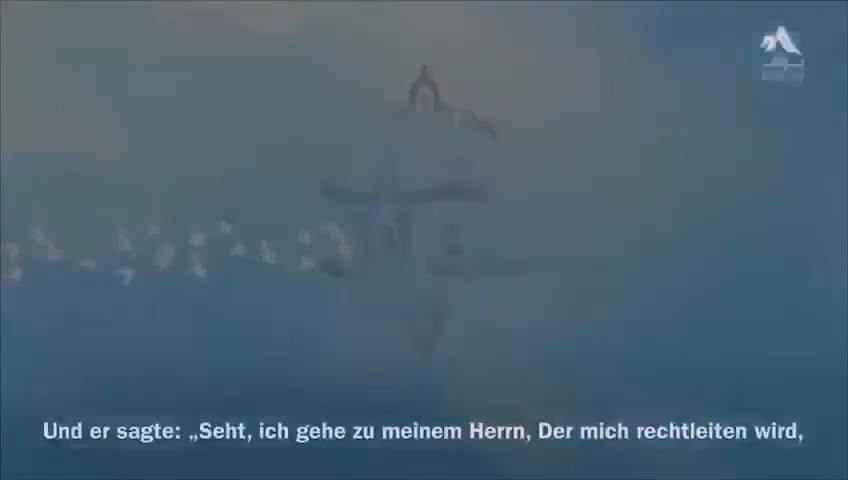 Und er sagte: „Seht, ich gehe zu meinem Herrn, Der mich rechtleiten wird,